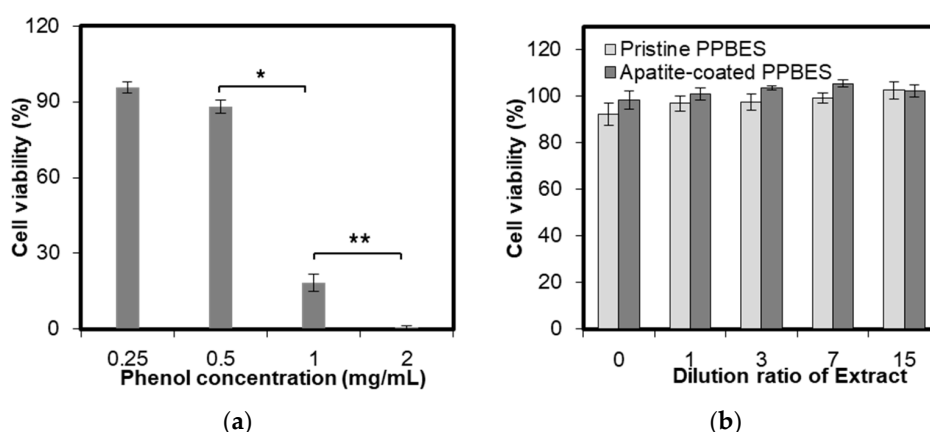 120
90
60
30
0
Cell viability (%)
*
**
0.25 0.5 1 2
Phenol concentration (mg/mL)
(a)
120
100
80
60
40
20
0
Cell viability (%)
Pristine PPBES
Apatite-coated PPBES
0 1 3 7 15
Dilution ratio of Extract
(b)